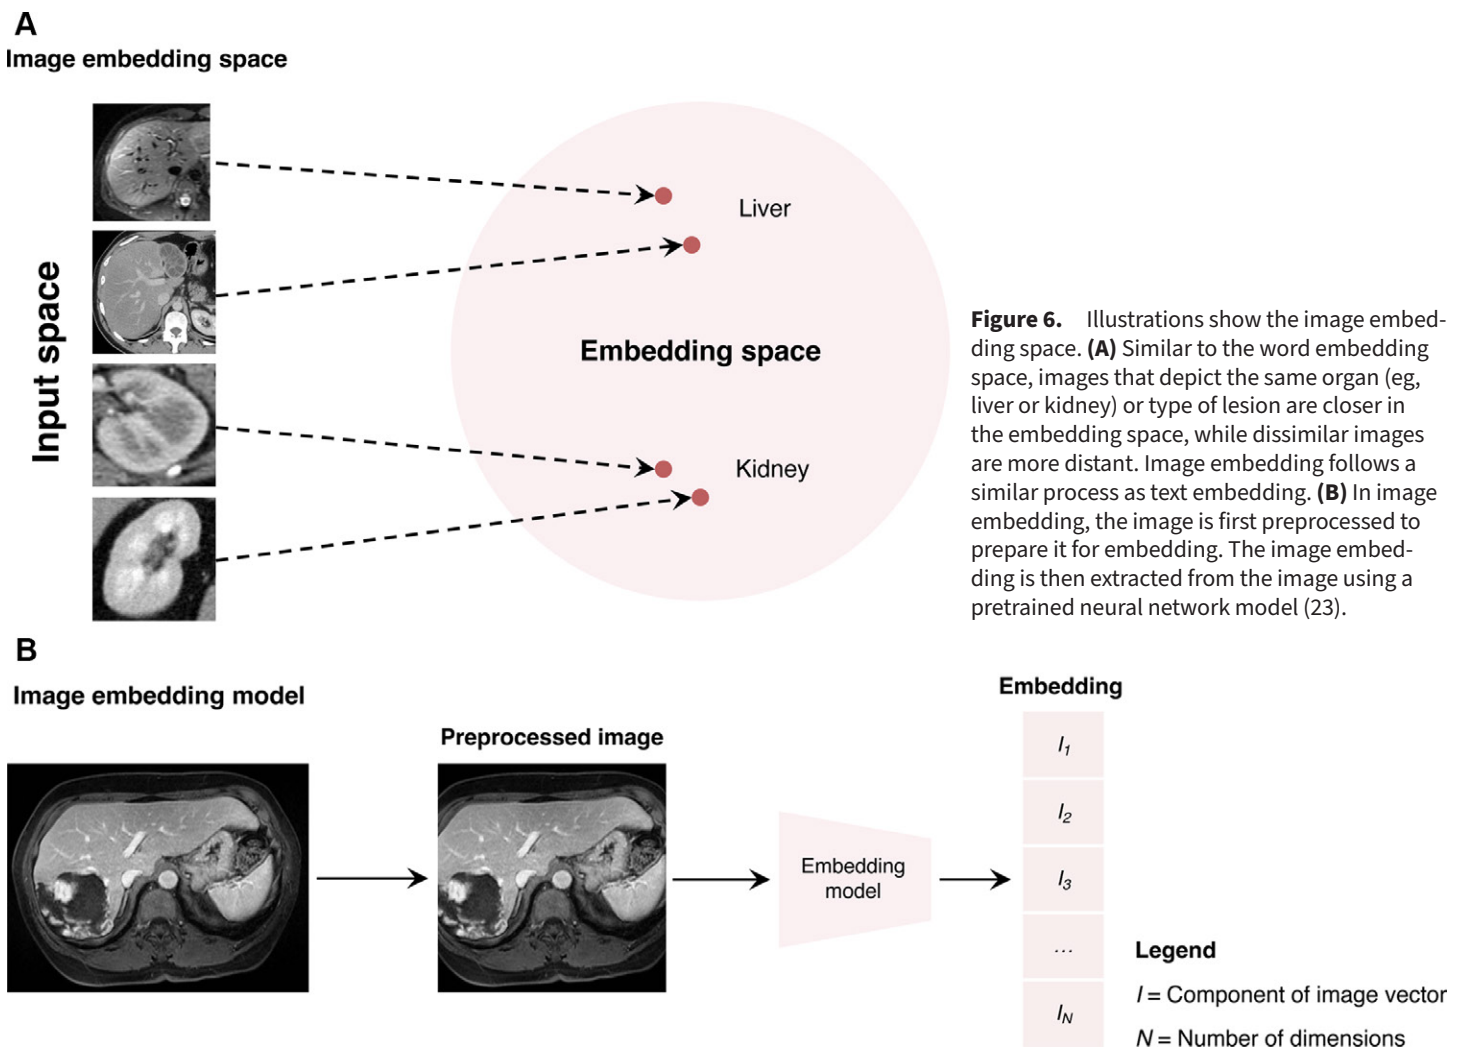 A
Image embedding space
Input space
Liver
Embedding space
Kidney
Figure 6. Illustrations show the image embed-
ding space. (A) Similar to the word embedding
space, images that depict the same organ (eg,
liver or kidney) or type of lesion are closer in
the embedding space, while dissimilar images
are more distant. Image embedding follows a
similar process as text embedding. (B) In image
embedding, the image is first preprocessed to
prepare it for embedding. The image embed-
ding is then extracted from the image using a
pretrained neural network model (23).
B
Image embedding model
Preprocessed image
Embedding
model
Embedding
I1
I2
I3
...
IN
Legend
I = Component of image vector
N = Number of dimensions